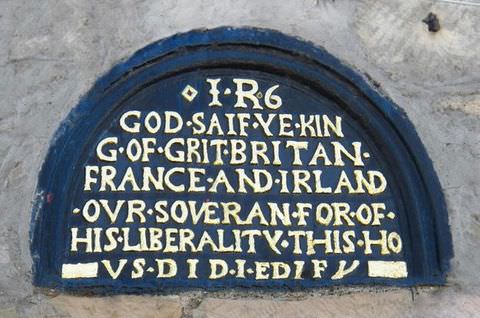 I·R·6
GOD·SAIF·YE·KIN
G·OF·GRIT·BRITAN·
FRANCE·AND·IRLAND
·OVR·SOVERAN·FOR·OF·
HIS·LIBERALITY·THIS·HO
VS·DID·I·EDIFY